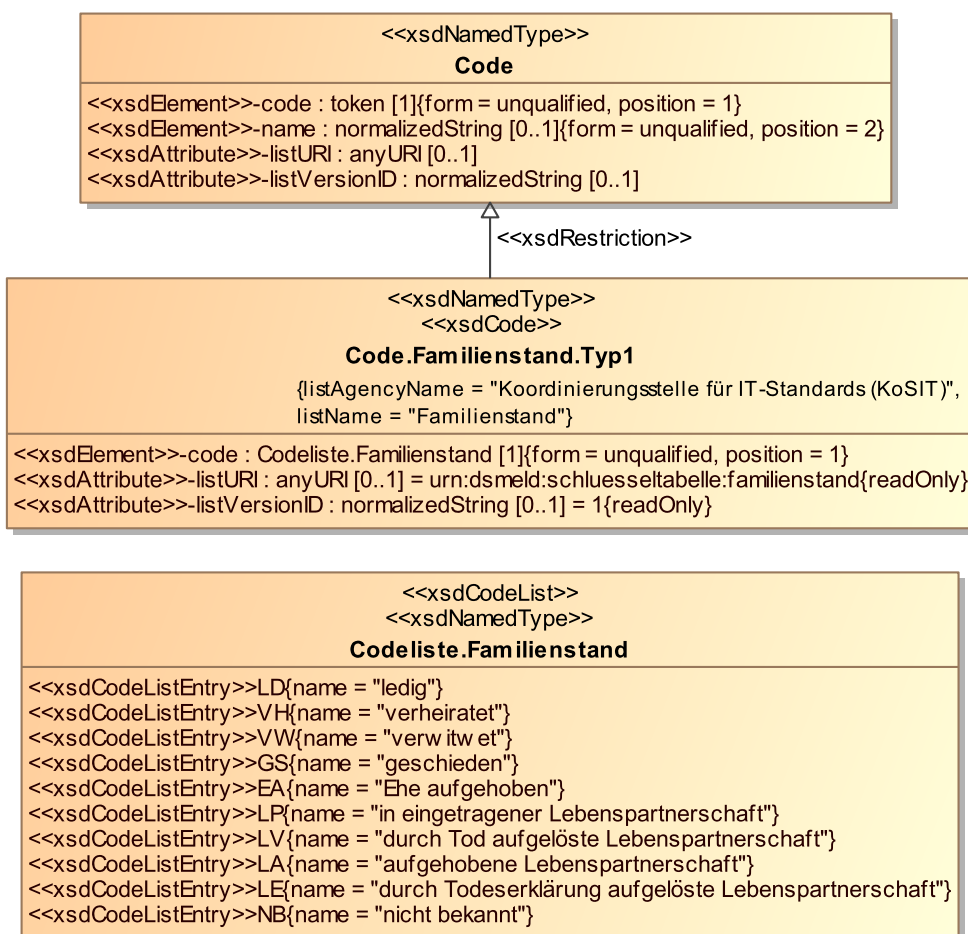 <<xsdNamedType>>
Code
<<xsdElement>>-code : token [1]{form = unqualified, position = 1}
<<xsdElement>>-name : normalizedString [0..1]{form = unqualified, position = 2}
<<xsdAttribute>>-listURI : anyURI [0..1]
<<xsdAttribute>>-listVersionID : normalizedString [0..1]
<<xsdRestriction>>
<<xsdNamedType>>
<<xsdCode>>
Code.Familienstand.Typ1
{listAgencyName = "Koordinierungsstelle für IT-Standards (KoSIT)",
listName = "Familienstand"}
<<xsdElement>>-code : Codeliste.Familienstand [1]{form = unqualified, position = 1}
<<xsdAttribute>>-listURI : anyURI [0..1] = urn:dsmeld:schluesseltabelle:familienstand{readOnly}
<<xsdAttribute>>-listVersionID : normalizedString [0..1] = 1{readOnly}
<<xsdCodeList>>
<<xsdNamedType>>
Codeliste.Familienstand
<<xsdCodeListEntry>>LD{name = "ledig"}
<<xsdCodeListEntry>>VH{name = "verheiratet"}
<<xsdCodeListEntry>>VW{name = "verwitwet"}
<<xsdCodeListEntry>>GS{name = "geschieden"}
<<xsdCodeListEntry>>EA{name = "Ehe aufgehoben"}
<<xsdCodeListEntry>>LP{name = "in eingetragener Lebenspartnerschaft"}
<<xsdCodeListEntry>>LV{name = "durch Tod aufgelöste Lebenspartnerschaft"}
<<xsdCodeListEntry>>LA{name = "aufgehobene Lebenspartnerschaft"}
<<xsdCodeListEntry>>LE{name = "durch Todeserklärung aufgelöste Lebenspartnerschaft"}
<<xsdCodeListEntry>>NB{name = "nicht bekannt"}